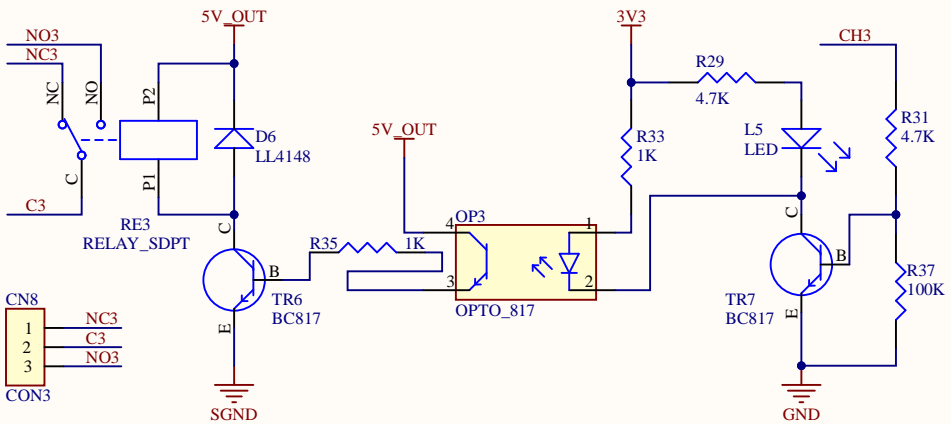 5V_OUT
3V3
NO3
NC3
CH3
NC
NO
P2
R29
4.7K
D6
LL4148
5V_OUT
R33
1K
L5
LED
R31
4.7K
C
P1
C3
RE3
RELAY_SDPT
C
R35
1K
4
OP3
1
3
2
OPTO_817
C
B
TR6
BC817
E
B
TR7
BC817
E
R37
100K
CN8
1
NC3
2
C3
3
NO3
CON3
SGND
GND